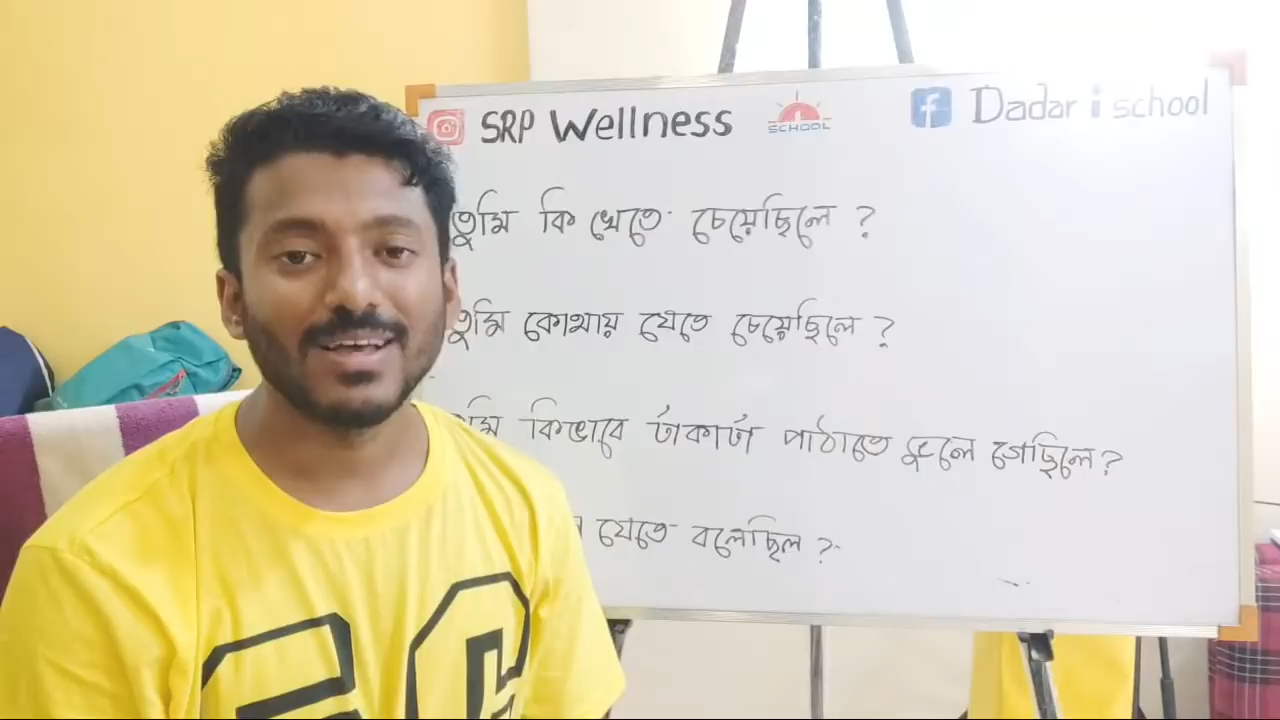 SRP Wellness SCHOOL Dadar i school
তুমি কি খেতে চেয়েছিলে ?
তুমি কোথায় যেতে চেয়েছিলে ?
কিভাবে টাকাটা পাঠাতে ভুলে গেছিলে ?
যেতে বলেছিল ?